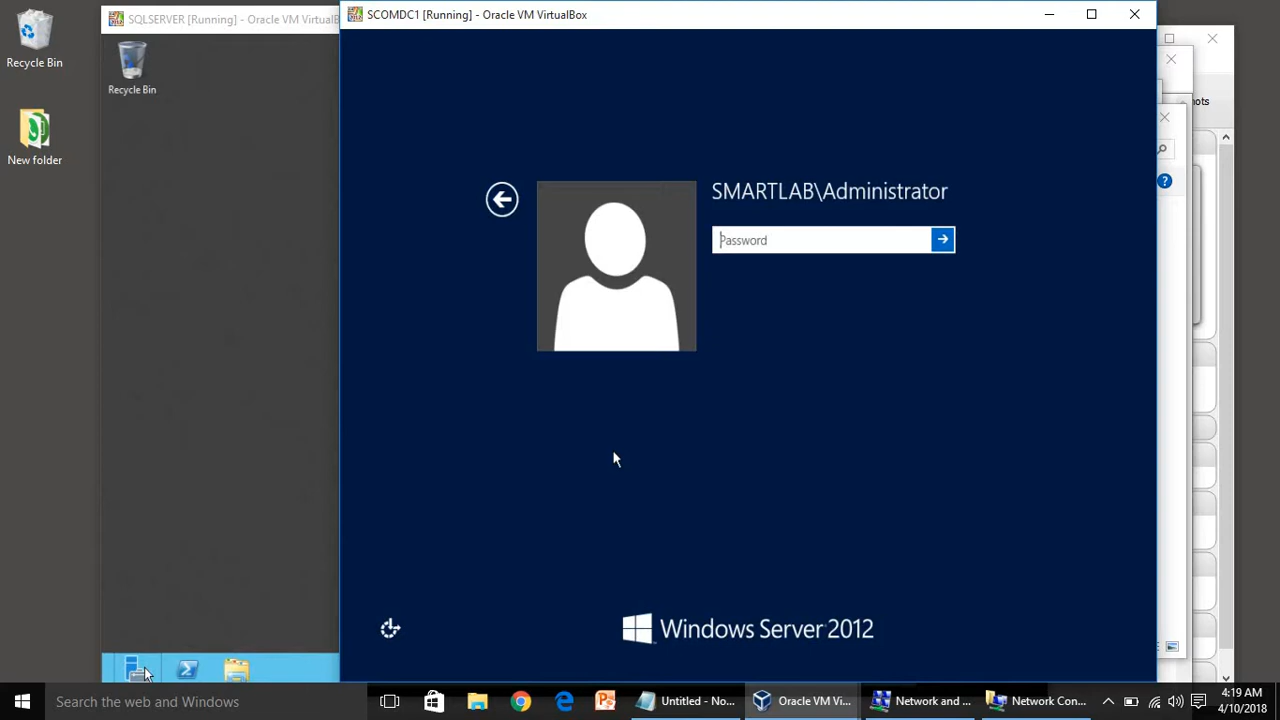 SQLSERVER [Running] - Oracle VM VirtualB
SCOMDC1 [Running] - Oracle VM VirtualBox
Recycle Bin
Recycle Bin
New folder
SMARTLAB\Administrator
Password
Windows Server 2012
Search the web and Windows
Untitled - No...
Oracle VM Vi...
Network and ...
Network Con...
4:19 AM
4/10/2018